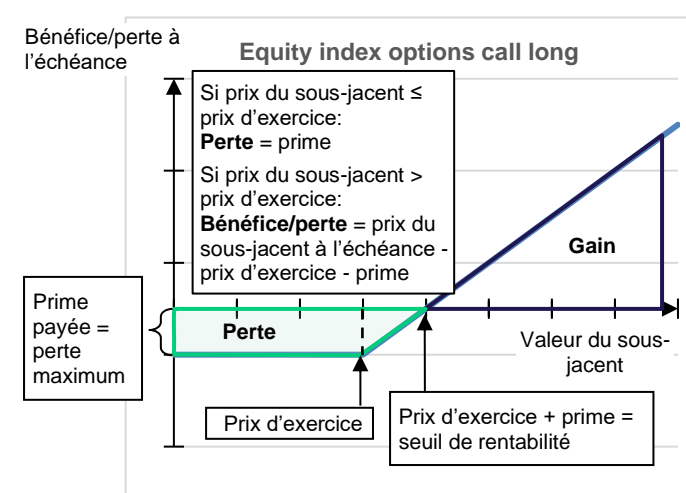 Bénéfice/perte à
l’échéance
Equity index options call long
Si prix du sous-jacent ≤
prix d’exercice:
Perte = prime
Si prix du sous-jacent >
prix d’exercice:
Bénéfice/perte = prix du
sous-jacent à l’échéance -
prix d’exercice - prime
Gain
Prime
payée =
perte
maximum
Perte
Valeur du sous-
jacent
Prix d’exercice
Prix d’exercice + prime =
seuil de rentabilité